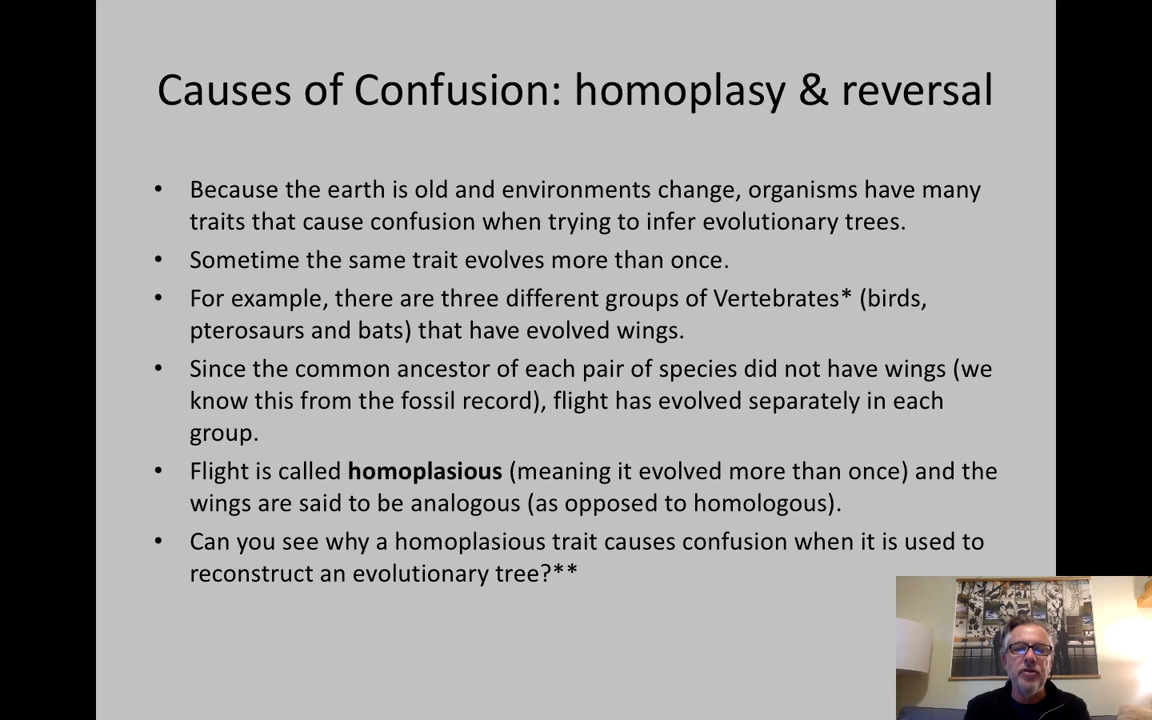 Causes of Confusion: homoplasy & reversal
• Because the earth is old and environments change, organisms have many
traits that cause confusion when trying to infer evolutionary trees.
• Sometime the same trait evolves more than once.
• For example, there are three different groups of Vertebrates* (birds,
pterosaurs and bats) that have evolved wings.
• Since the common ancestor of each pair of species did not have wings (we
know this from the fossil record), flight has evolved separately in each
group.
• Flight is called homoplasious (meaning it evolved more than once) and the
wings are said to be analogous (as opposed to homologous).
• Can you see why a homoplasious trait causes confusion when it is used to
reconstruct an evolutionary tree?**